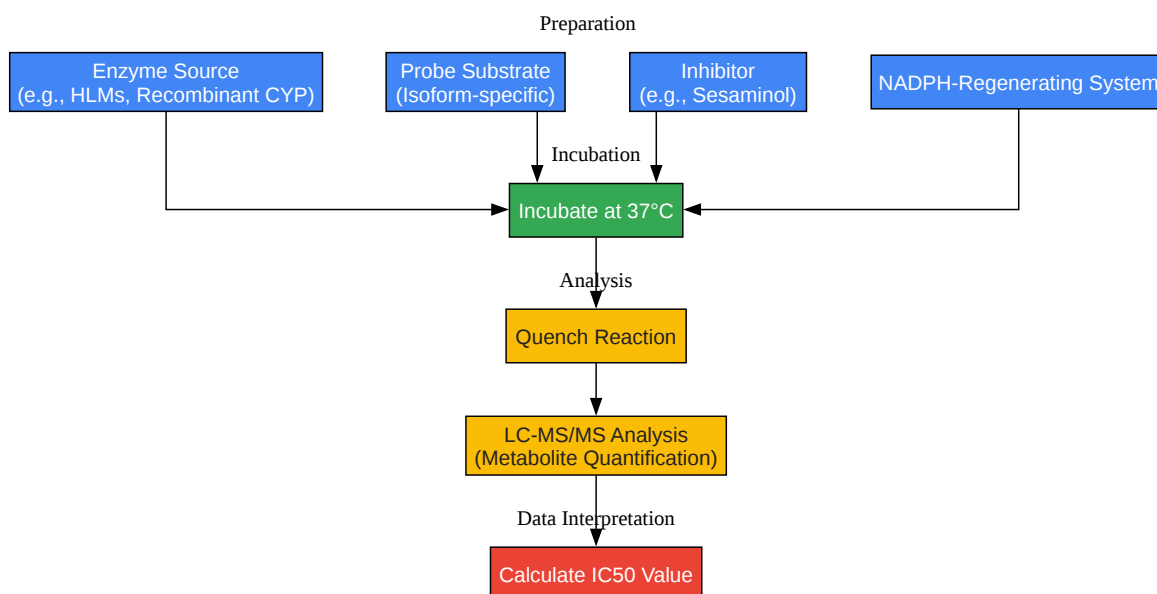 Preparation
Enzyme Source
(e.g., HLMs, Recombinant CYP)
Probe Substrate
(Isoform-specific)
Inhibitor
(e.g., Sesaminol)
NADPH-Regenerating System
Incubation
Incubate at 37°C
Analysis
Quench Reaction
LC-MS/MS Analysis
(Metabolite Quantification)
Data Interpretation
Calculate IC50 Value